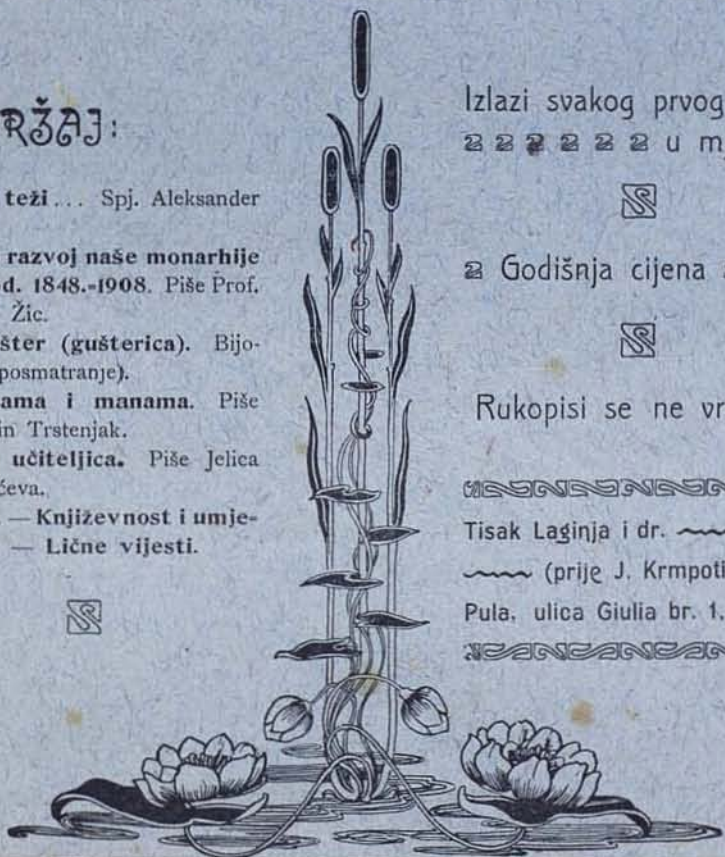 RŽAJ:
teži... Spj. Aleksander
razvoj naše monarhije
d. 1848.-1908. Piše Prof.
Žic.
šter (gušterica). Bijo-
posmatranje).
ama i manama. Piše
in Trstenjak.
učiteljica. Piše Jelica
ćeva.
— Književnost i umje-
— Lične vijesti.
Izlazi svakog prvog
u m
Godišnja cijena
Rukopisi se ne vr
Tisak Laginja i dr.
(prije J. Krmpoti
Pula, ulica Giulia br. 1.